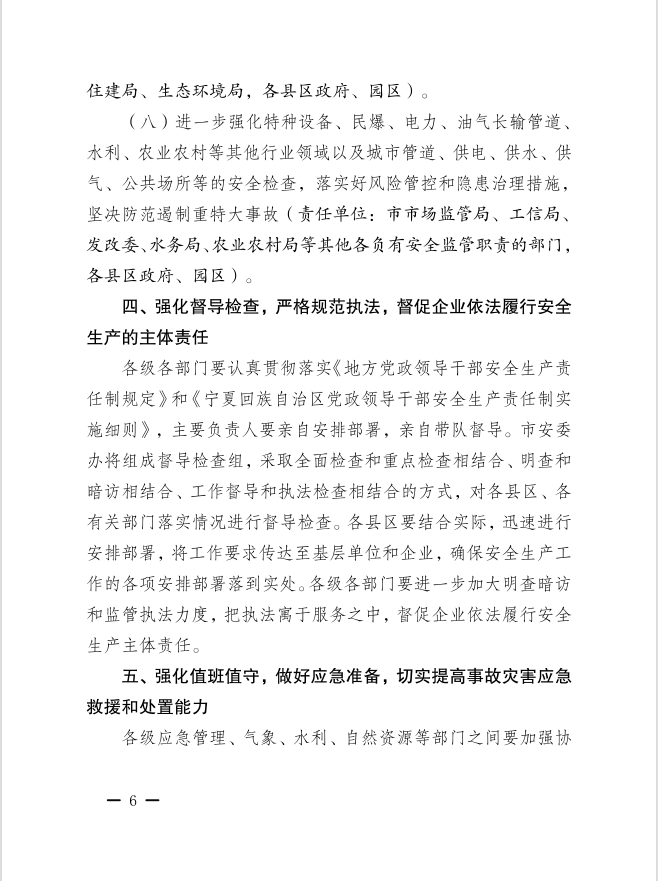 住建局、生态环境局，各县区政府、园区）。
（八）进一步强化特种设备、民爆、电力、油气长输管道、
水利、农业农村等其他行业领域以及城市管道、供电、供水、供
气、公共场所等的安全检查，落实好风险管控和隐患治理措施，
坚决防范遏制重特大事故（责任单位：市市场监管局、工信局、
发改委、水务局、农业农村局等其他各负有安全监管职责的部门，
各县区政府、园区）。
四、强化督导检查，严格规范执法，督促企业依法履行安全
生产的主体责任
各级各部门要认真贯彻落实《地方党政领导干部安全生产责
任制规定》和《宁夏回族自治区党政领导干部安全生产责任制实
施细则》，主要负责人要亲自安排部署，亲自带队督导。市安委
办将组成督导检查组，采取全面检查和重点检查相结合、明查和
暗访相结合、工作督导和执法检查相结合的方式，对各县区、各
有关部门落实情况进行督导检查。各县区要结合实际，迅速进行
安排部署，将工作要求传达至基层单位和企业，确保安全生产工
作的各项安排部署落到实处。各级各部门要进一步加大明查暗访
和监管执法力度，把执法寓于服务之中，督促企业依法履行安全
生产主体责任。
五、强化值班值守，做好应急准备，切实提高事故灾害应急
救援和处置能力
各级应急管理、气象、水利、自然资源等部门之间要加强协
— 6 —